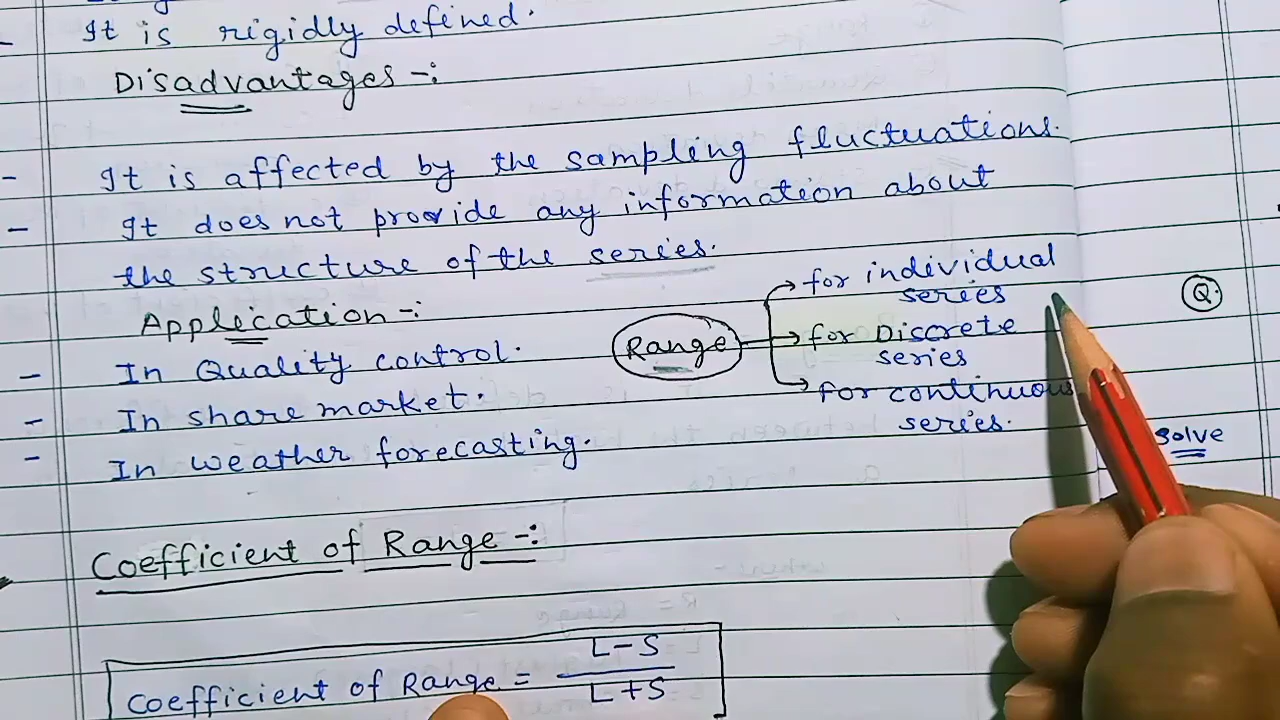 It is rigidly defined.
Disadvantages -:
- It is affected by the sampling fluctuations.
- It does not provide any information about
the structure of the series.
Application -:
- In Quality control.
- In share market.
- In weather forecasting.
Range
for individual
series
for Discrete
series
for continuous
series.
Q.
Solve
Coefficient of Range -:
Coefficient of Range = L-S
L+S